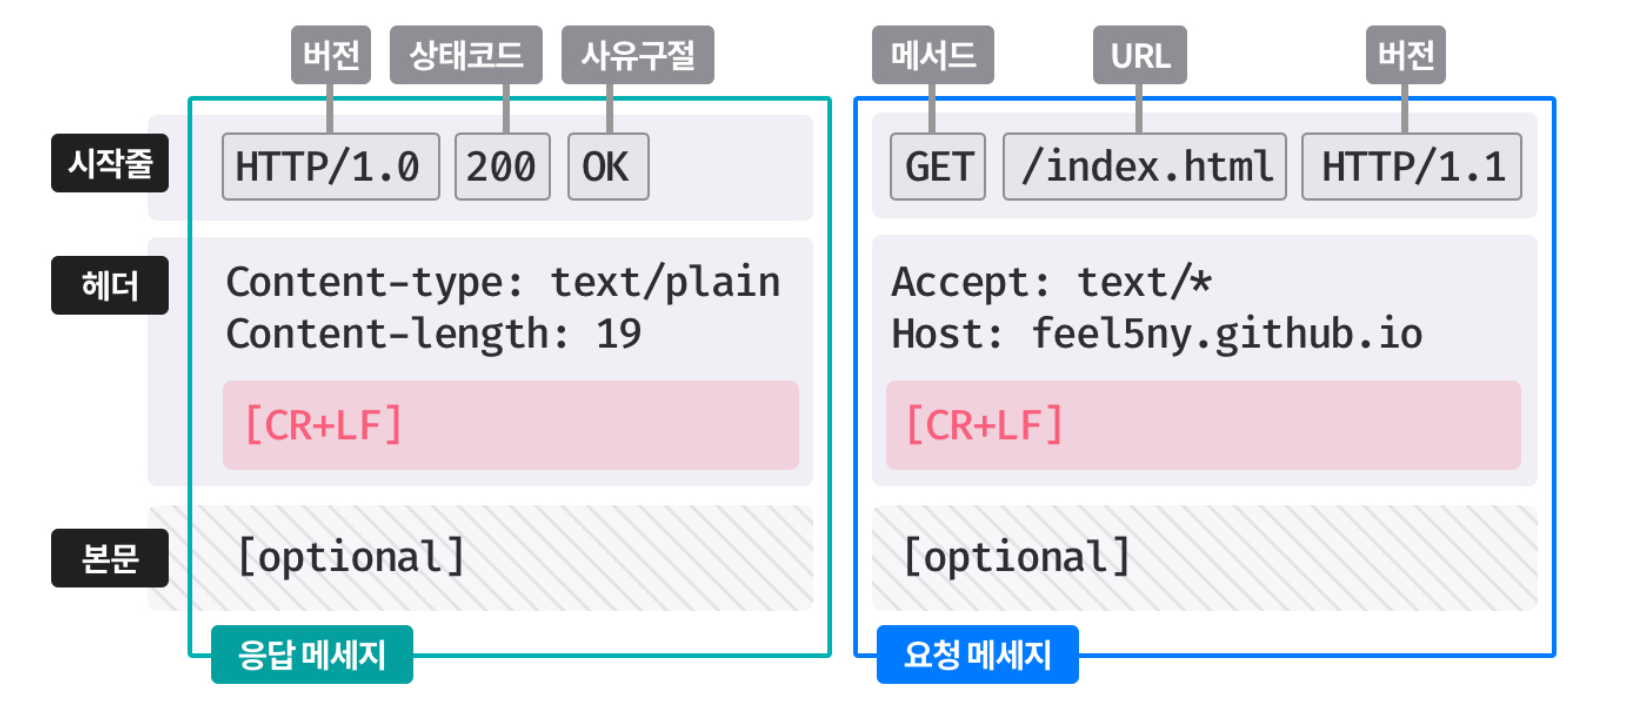 버전 상태코드 사유구절
시작줄 HTTP/1.0 200 OK
헤더
Content-type: text/plain
Content-length: 19
[CR+LF]
본문 [optional]
응답 메세지
메서드 URL 버전
GET /index.html HTTP/1.1
Accept: text/*
Host: feel5ny.github.io
[CR+LF]
[optional]
요청 메세지